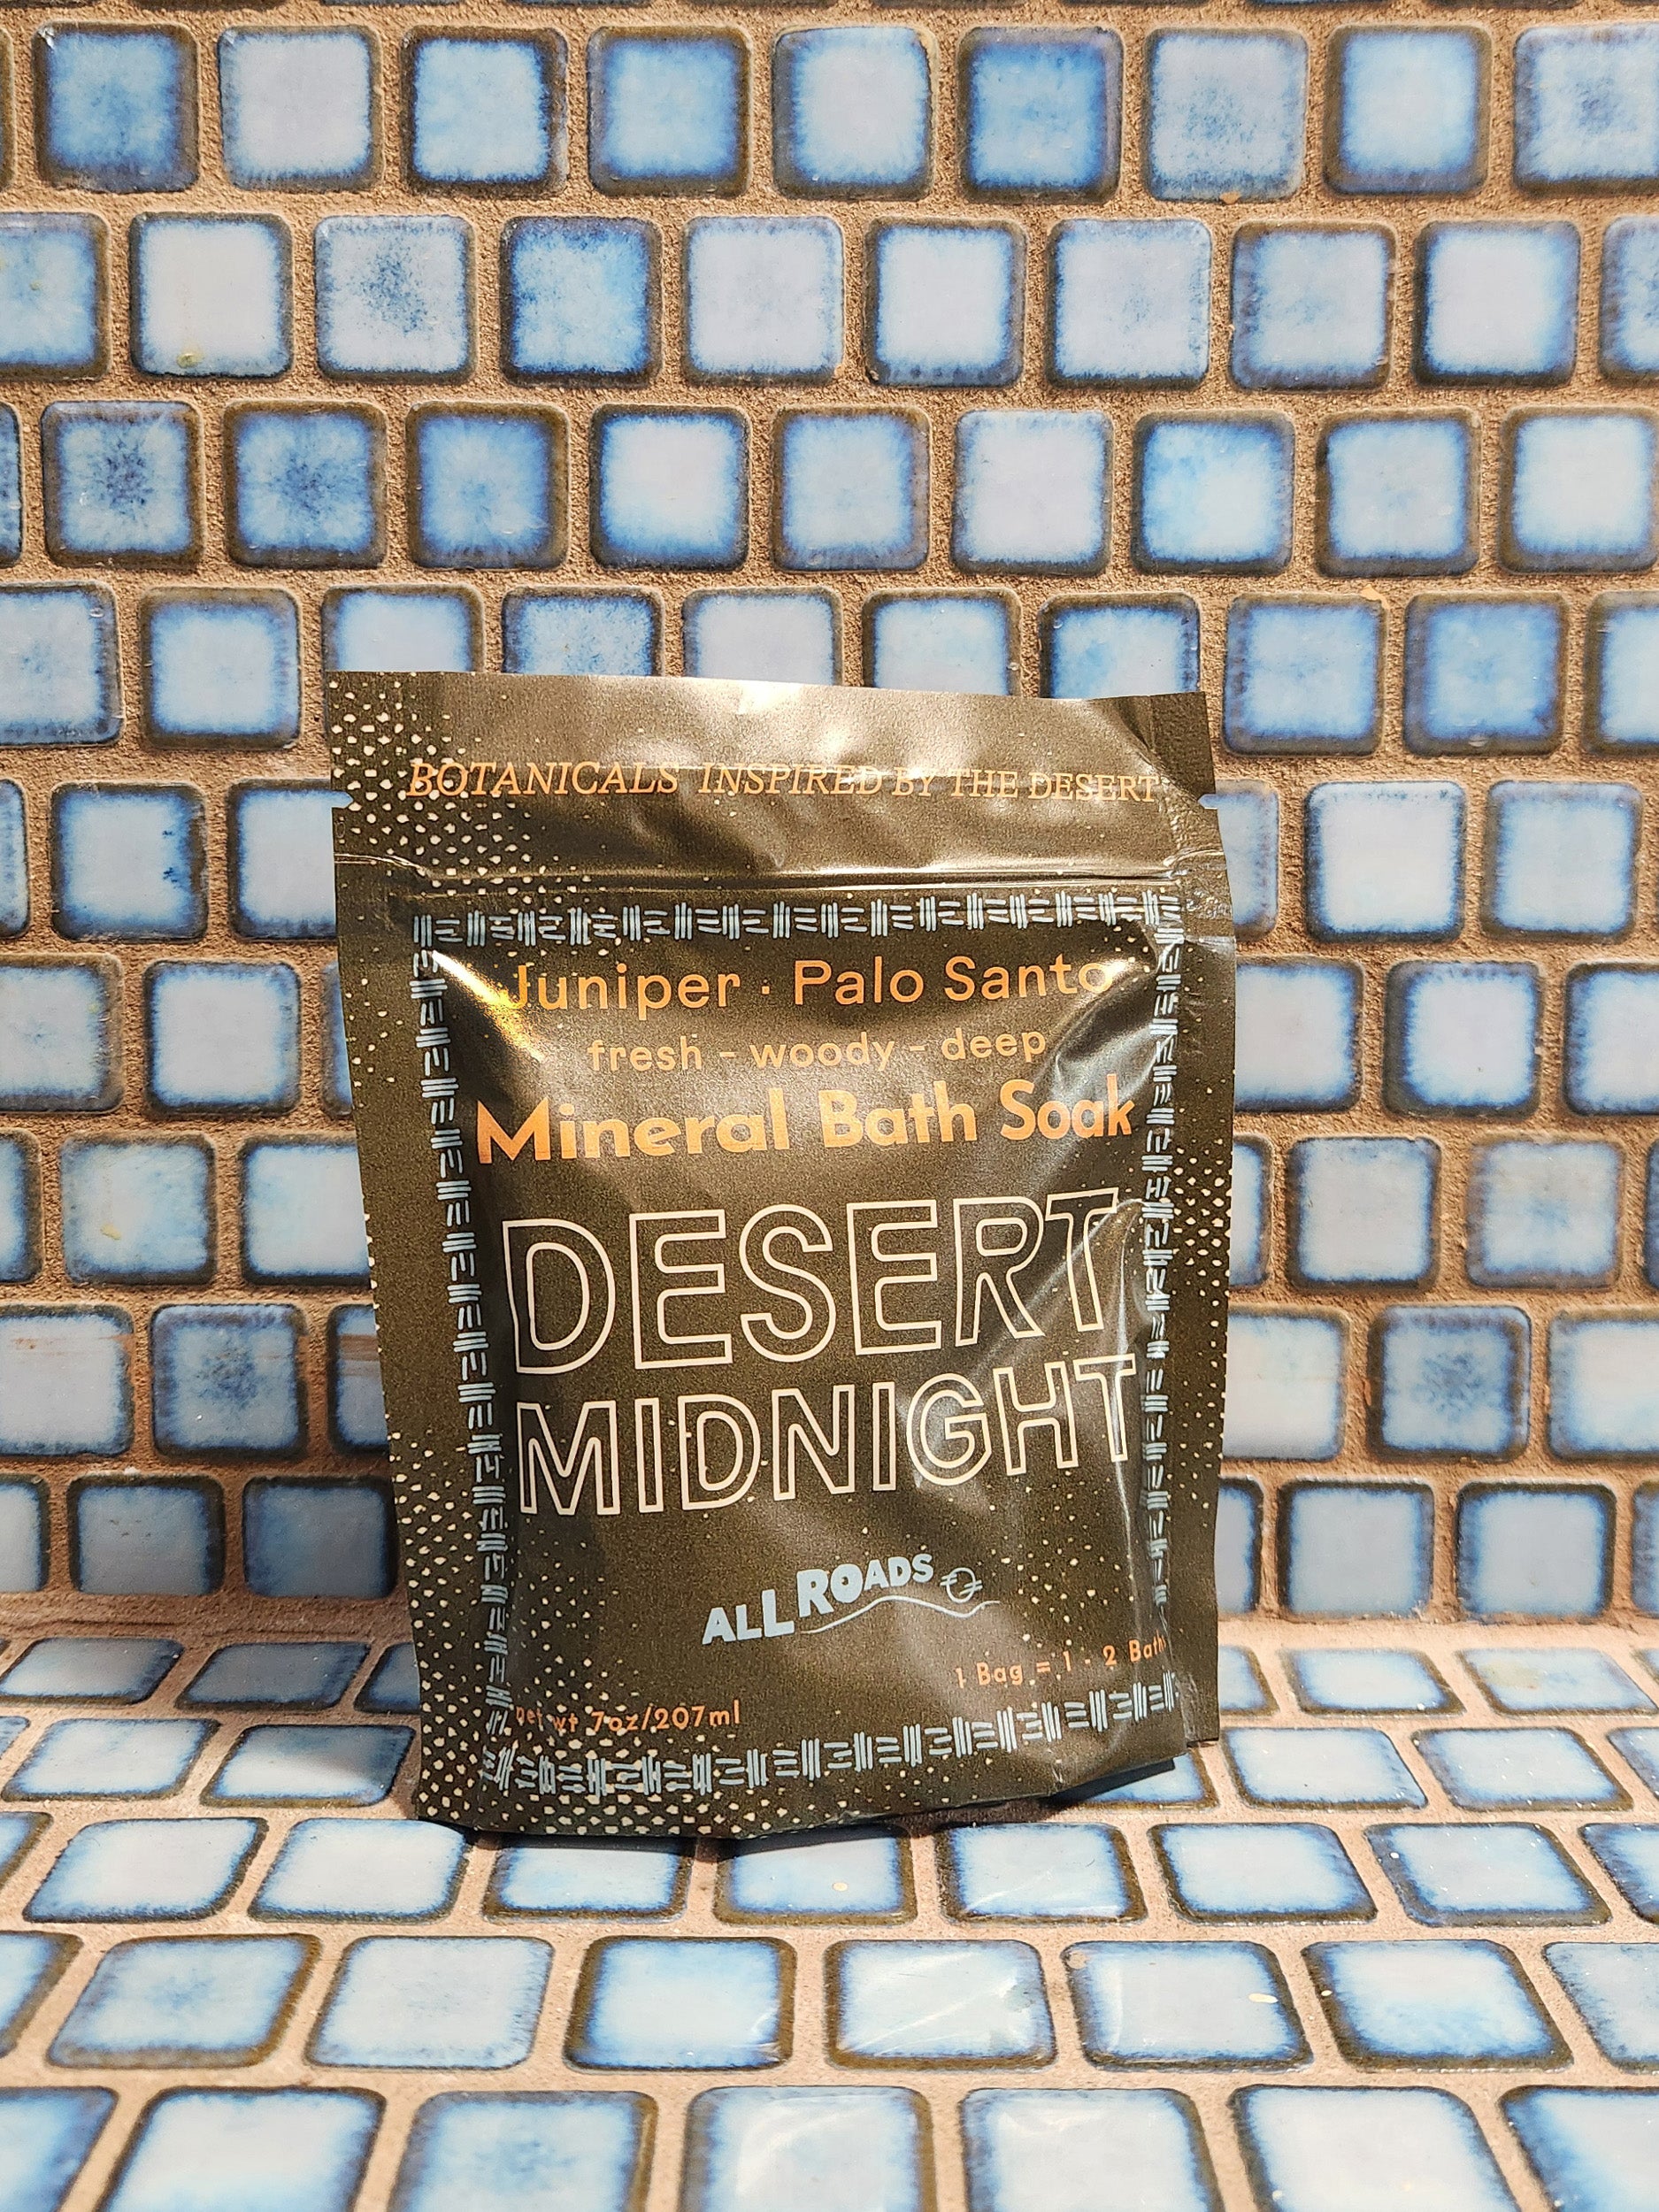 BOTANICALS INSPIRED BY THE DESERT
Juniper · Palo Santo
fresh - woody - deep
Mineral Bath Soak
DESERT
MIDNIGHT
ALL ROADS
1 Bag = 1 - 2 Baths
net wt 7oz/207ml